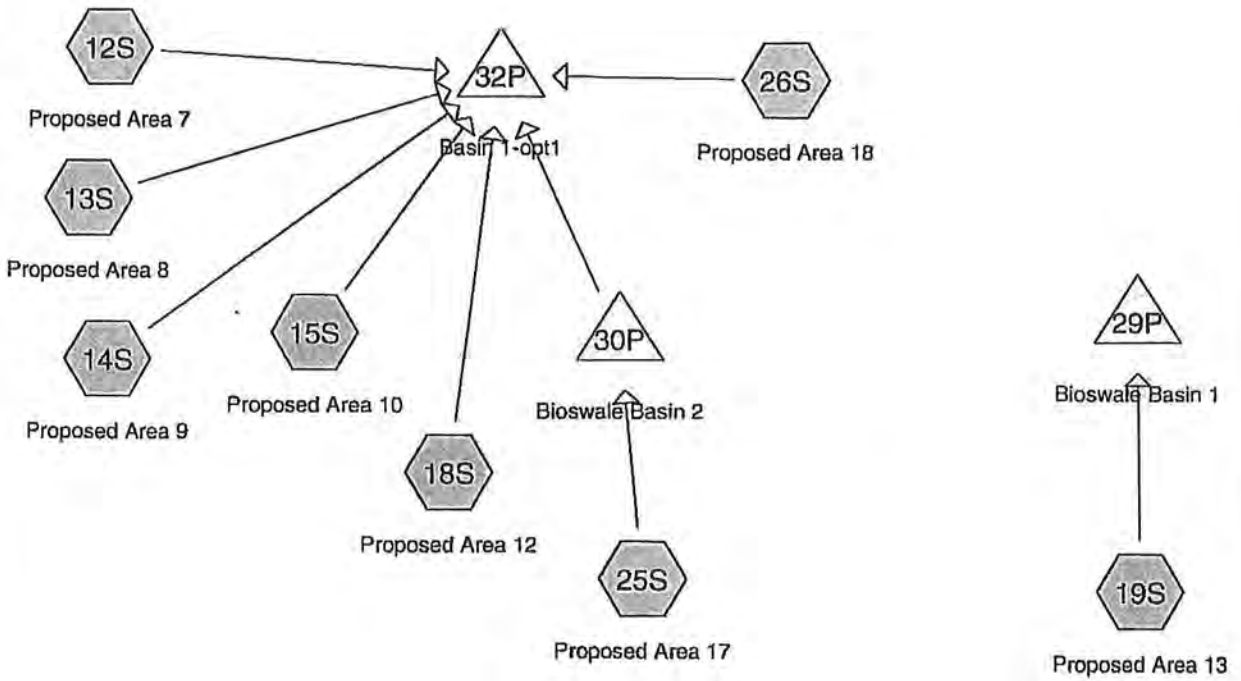 12S
32P
26S
Proposed Area 7
Basin 1-opt1
Proposed Area 18
13S
Proposed Area 8
15S
30P
29P
14S
Proposed Area 10
Bioswale Basin 2
Bioswale Basin 1
Proposed Area 9
18S
Proposed Area 12
25S
19S
Proposed Area 17
Proposed Area 13